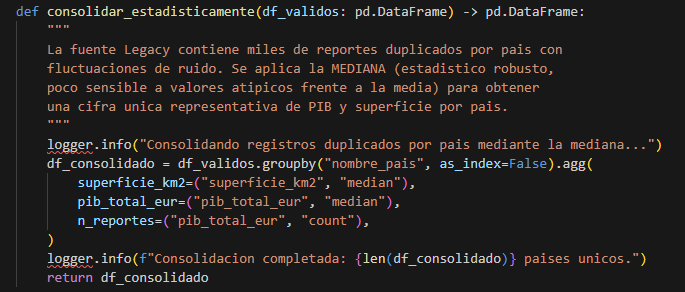 def consolidar_estadisticamente(df_validos: pd.DataFrame) -> pd.DataFrame:
    """
    La fuente Legacy contiene miles de reportes duplicados por pais con
    fluctuaciones de ruido. Se aplica la MEDIANA (estadistico robusto,
    poco sensible a valores atipicos frente a la media) para obtener
    una cifra unica representativa de PIB y superficie por pais.
    """
    logger.info("Consolidando registros duplicados por pais mediante la mediana...")
    df_consolidado = df_validos.groupby("nombre_pais", as_index=False).agg(
        superficie_km2=("superficie_km2", "median"),
        pib_total_eur=("pib_total_eur", "median"),
        n_reportes=("pib_total_eur", "count"),
    )
    logger.info(f"Consolidacion completada: {len(df_consolidado)} paises unicos.")
    return df_consolidado